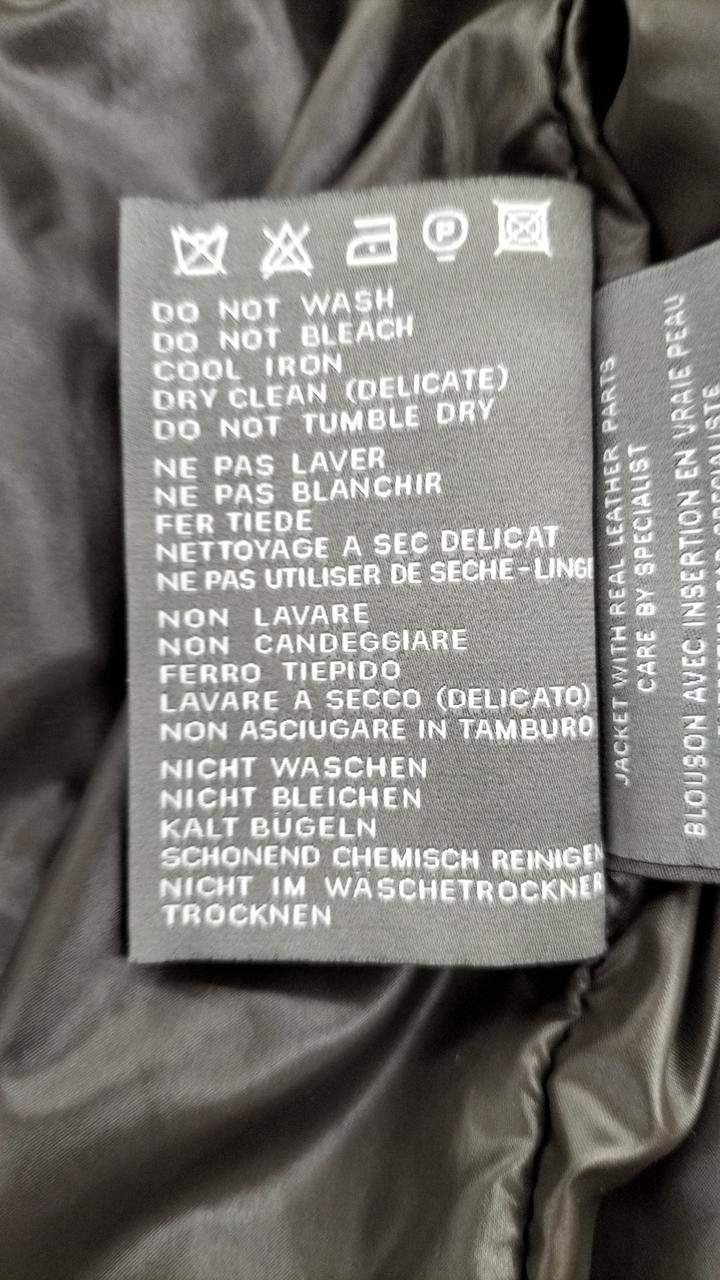 P
DO NOT WASH
DO NOT BLEACH
COOL IRON
DRY CLEAN (DELICATE)
DO NOT TUMBLE DRY
NE PAS LAVER
NE PAS BLANCHIR
FER TIEDE
NETTOYAGE A SEC DELICAT
NE PAS UTILISER DE SECHE-LINGE
NON LAVARE
NON CANDEGGIARE
FERRO TIEPIDO
LAVARE A SECCO (DELICATO)
NON ASCIUGARE IN TAMBURO
NICHT WASCHEN
NICHT BLEICHEN
KALT BÜGELN
SCHONEND CHEMISCH REINIGEN
NICHT IM WÄSCHETROCKNER
TROCKNEN
JACKET WITH REAL LEATHER PARTS
CARE BY SPECIALIST
BLOUSON AVEC INSERTION EN VRAIE PEAU